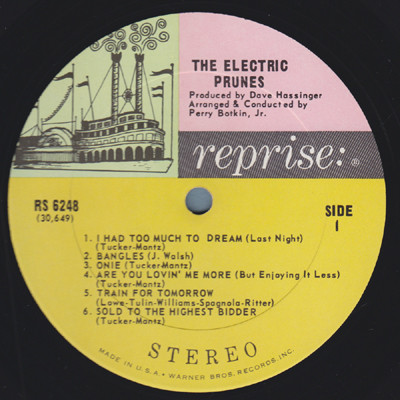 THE ELECTRIC
PRUNES
Produced by Dave Hassinger
Arranged & Conducted by
Perry Botkin, Jr.
reprise: ®
RS 6248
(30,649)
SIDE
1
1. I HAD TOO MUCH TO DREAM (Last Night)
(Tucker-Mantz)
2. BANGLES (J. Walsh)
3. ONIE (Tucker-Mantz)
4. ARE YOU LOVIN' ME MORE (But Enjoying It Less)
(Tucker-Mantz)
5. TRAIN FOR TOMORROW
(Lowe-Tulin-Williams-Spagnola-Ritter)
6. SOLD TO THE HIGHEST BIDDER
(Tucker-Mantz)
STEREO
MADE IN U.S.A. • WARNER BROS. RECORDS, INC.